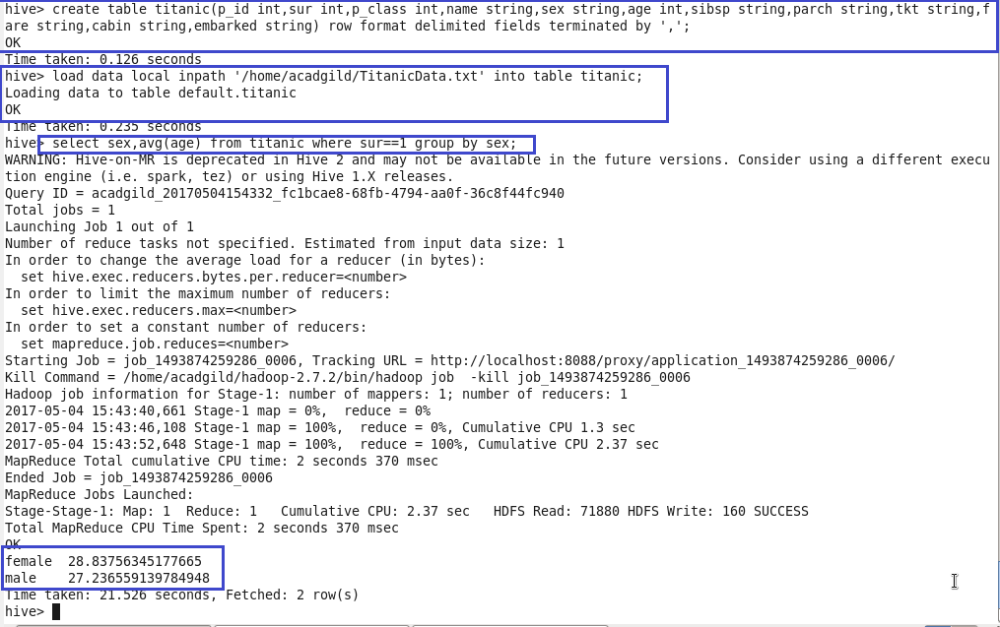 hive> create table titanic(p_id int,sur int,p_class int,name string,sex string,age int,sibsp string,parch string,tkt string,f
are string,cabin string,embarked string) row format delimited fields terminated by ',';
OK
Time taken: 0.126 seconds
hive> load data local inpath '/home/acadgild/TitanicData.txt' into table titanic;
Loading data to table default.titanic
OK
Time taken: 0.235 seconds
hive> select sex,avg(age) from titanic where sur==1 group by sex;
WARNING: Hive-on-MR is deprecated in Hive 2 and may not be available in the future versions. Consider using a different execu
tion engine (i.e. spark, tez) or using Hive 1.X releases.
Query ID = acadgild_20170504154332_fc1bcae8-68fb-4794-aa0f-36c8f44fc940
Total jobs = 1
Launching Job 1 out of 1
Number of reduce tasks not specified. Estimated from input data size: 1
In order to change the average load for a reducer (in bytes):
  set hive.exec.reducers.bytes.per.reducer=<number>
In order to limit the maximum number of reducers:
  set hive.exec.reducers.max=<number>
In order to set a constant number of reducers:
  set mapreduce.job.reduces=<number>
Starting Job = job_1493874259286_0006, Tracking URL = http://localhost:8088/proxy/application_1493874259286_0006/
Kill Command = /home/acadgild/hadoop-2.7.2/bin/hadoop job  -kill job_1493874259286_0006
Hadoop job information for Stage-1: number of mappers: 1; number of reducers: 1
2017-05-04 15:43:40,661 Stage-1 map = 0%,  reduce = 0%
2017-05-04 15:43:46,108 Stage-1 map = 100%,  reduce = 0%, Cumulative CPU 1.3 sec
2017-05-04 15:43:52,648 Stage-1 map = 100%,  reduce = 100%, Cumulative CPU 2.37 sec
MapReduce Total cumulative CPU time: 2 seconds 370 msec
Ended Job = job_1493874259286_0006
MapReduce Jobs Launched:
Stage-Stage-1: Map: 1  Reduce: 1   Cumulative CPU: 2.37 sec   HDFS Read: 71880 HDFS Write: 160 SUCCESS
Total MapReduce CPU Time Spent: 2 seconds 370 msec
OK
female  28.83756345177665
male    27.236559139784948
Time taken: 21.526 seconds, Fetched: 2 row(s)
hive>